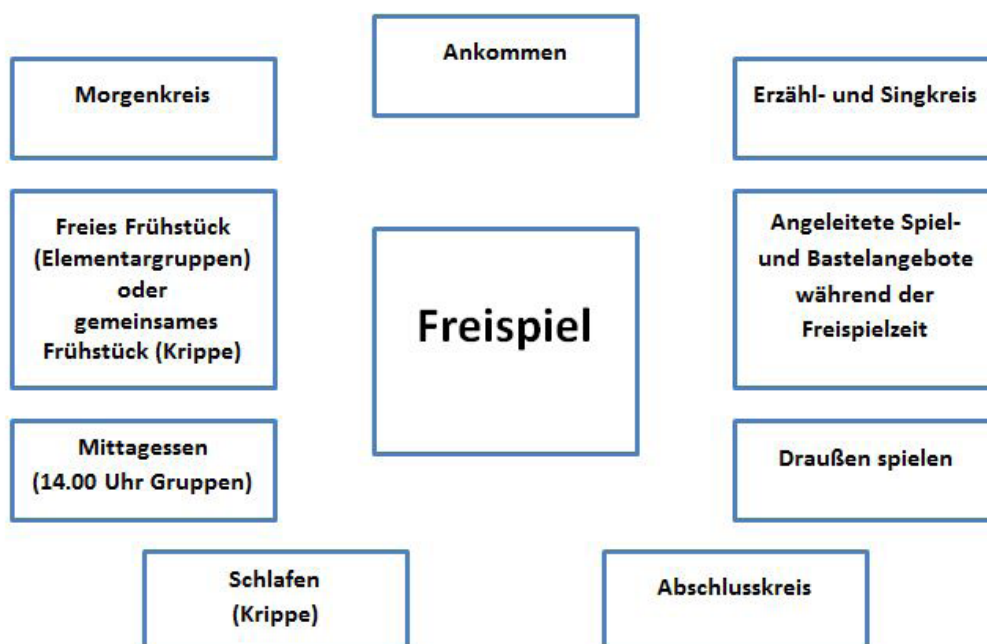 Ankommen
Morgenkreis
Erzähl- und Singkreis
Freies Frühstück
(Elementargruppen)
oder
gemeinsames
Frühstück (Krippe)
Freispiel
Angeleitete Spiel-
und Bastelangebote
während der
Freispielzeit
Mittagessen
(14.00 Uhr Gruppen)
Draußen spielen
Schlafen
(Krippe)
Abschlusskreis